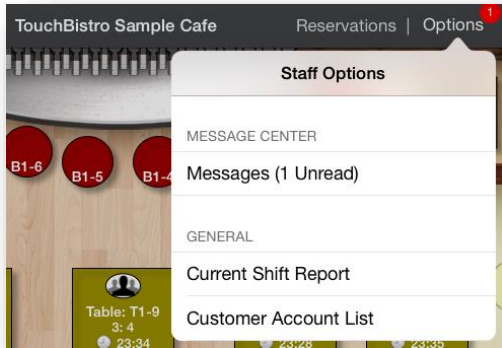 TouchBistro Sample Cafe
Reservations | Options
1
Staff Options
MESSAGE CENTER
Messages (1 Unread)
GENERAL
Current Shift Report
Customer Account List
B1-6
B1-5
B1-4
Table: T1-9
3: 4
23:34
23:28
23:35